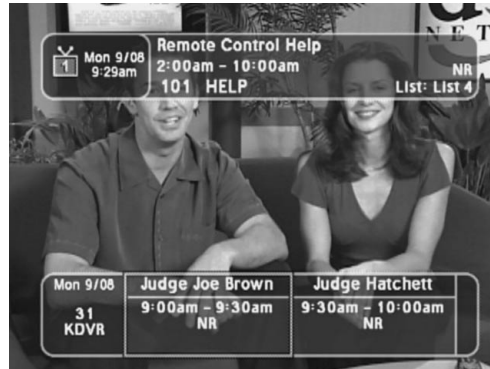 N E T
Mon 9/08
9:29am
1
Remote Control Help
2:00am - 10:00am
NR
101 HELP
List: List 4
Mon 9/08
31
KDVR
Judge Joe Brown
9:00am - 9:30am
NR
Judge Hatchett
9:30am - 10:00am
NR